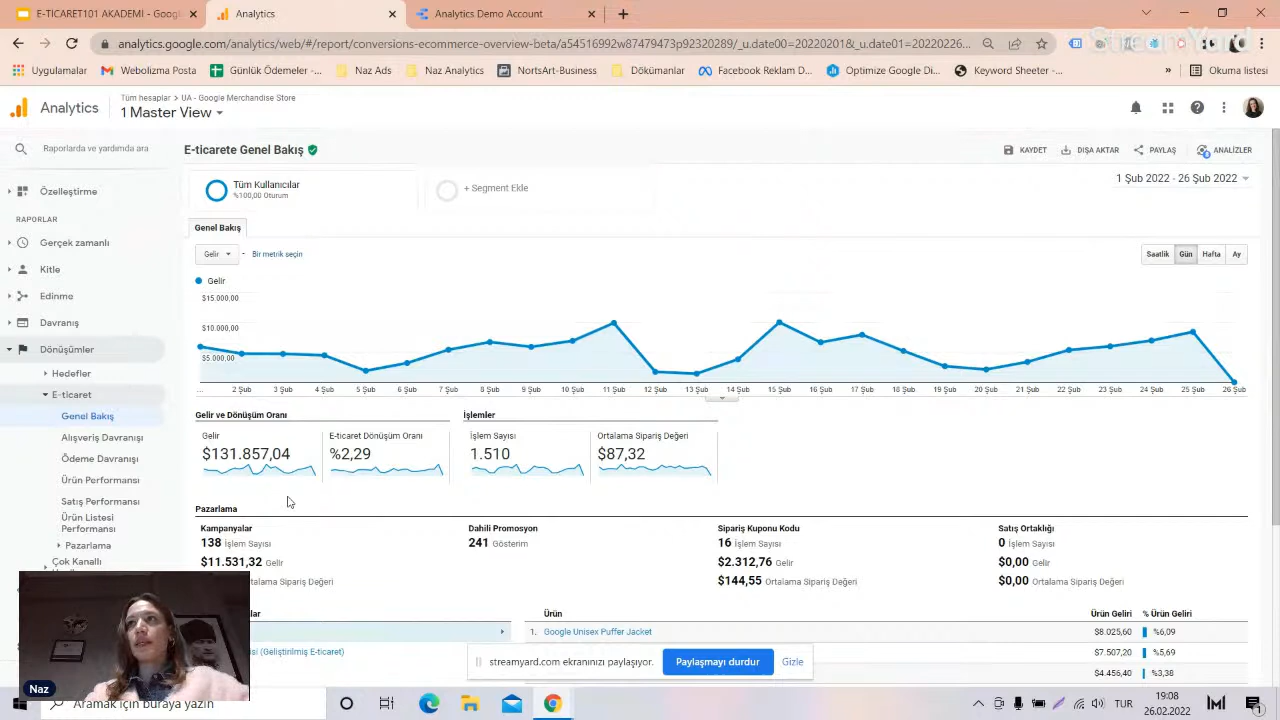 E-TICARET101 AKADEMI - Goog
Analytics
Analytics Demo Account
analytics.google.com/analytics/web/#/report/conversions-ecommerce-overview-beta/a54516992w87479473p92320289/_u.date00=20220201&_u.date01=20220226...
StreamYard
Uygulamalar
Webolizma Posta
Günlük Ödemeler -...
Naz Ads
Naz Analytics
NortsArt-Business
Dökümanlar
Facebook Reklam D...
Optimize Google Di...
Keyword Sheeter -...
»
Okuma listesi
Analytics
Tüm hesaplar > UA - Google Merchandise Store
1 Master View
Raporlarda ve yardımda ara
E-ticarete Genel Bakış
KAYDET
DIŞA AKTAR
PAYLAŞ
ANALİZLER
Özelleştirme
RAPORLAR
Gerçek zamanlı
Kitle
Edinme
Davranış
Dönüşümler
Hedefler
E-ticaret
Genel Bakış
Alışveriş Davranışı
Ödeme Davranışı
Ürün Performansı
Satış Performansı
Ürün Listesi
Performansı
Pazarlama
Çok Kanallı
Tüm Kullanıcılar
%100,00 Oturum
+ Segment Ekle
1 Şub 2022 - 26 Şub 2022
Genel Bakış
Gelir
- Bir metrik seçin
Saatlik Gün Hafta Ay
Gelir
$15.000,00
$10.000,00
$5.000,00
... 2 Şub 3 Şub 4 Şub 5 Şub 6 Şub 7 Şub 8 Şub 9 Şub 10 Şub 11 Şub 12 Şub 13 Şub 14 Şub 15 Şub 16 Şub 17 Şub 18 Şub 19 Şub 20 Şub 21 Şub 22 Şub 23 Şub 24 Şub 25 Şub 26 Şub
Gelir ve Dönüşüm Oranı
İşlemler
Gelir
$131.857,04
E-ticaret Dönüşüm Oranı
%2,29
İşlem Sayısı
1.510
Ortalama Sipariş Değeri
$87,32
Pazarlama
Kampanyalar
138 İşlem Sayısı
$11.531,32 Gelir
talama Sipariş Değeri
Dahili Promosyon
241 Gösterim
Sipariş Kuponu Kodu
16 İşlem Sayısı
$2.312,76 Gelir
$144,55 Ortalama Sipariş Değeri
Satış Ortaklığı
0 İşlem Sayısı
$0,00 Gelir
$0,00 Ortalama Sipariş Değeri
lar
si (Geliştirilmiş E-ticaret)
Ürün
Ürün Geliri
% Ürün Geliri
1. Google Unisex Puffer Jacket
$8.025,60
%6,09
$7.507,20
%5,69
$4.456,40
%3,38
streamyard.com ekranınızı paylaşıyor.
Paylaşmayı durdur
Gizle
Naz
Aramak için buraya yazın
TUR
19:08
26.02.2022
1